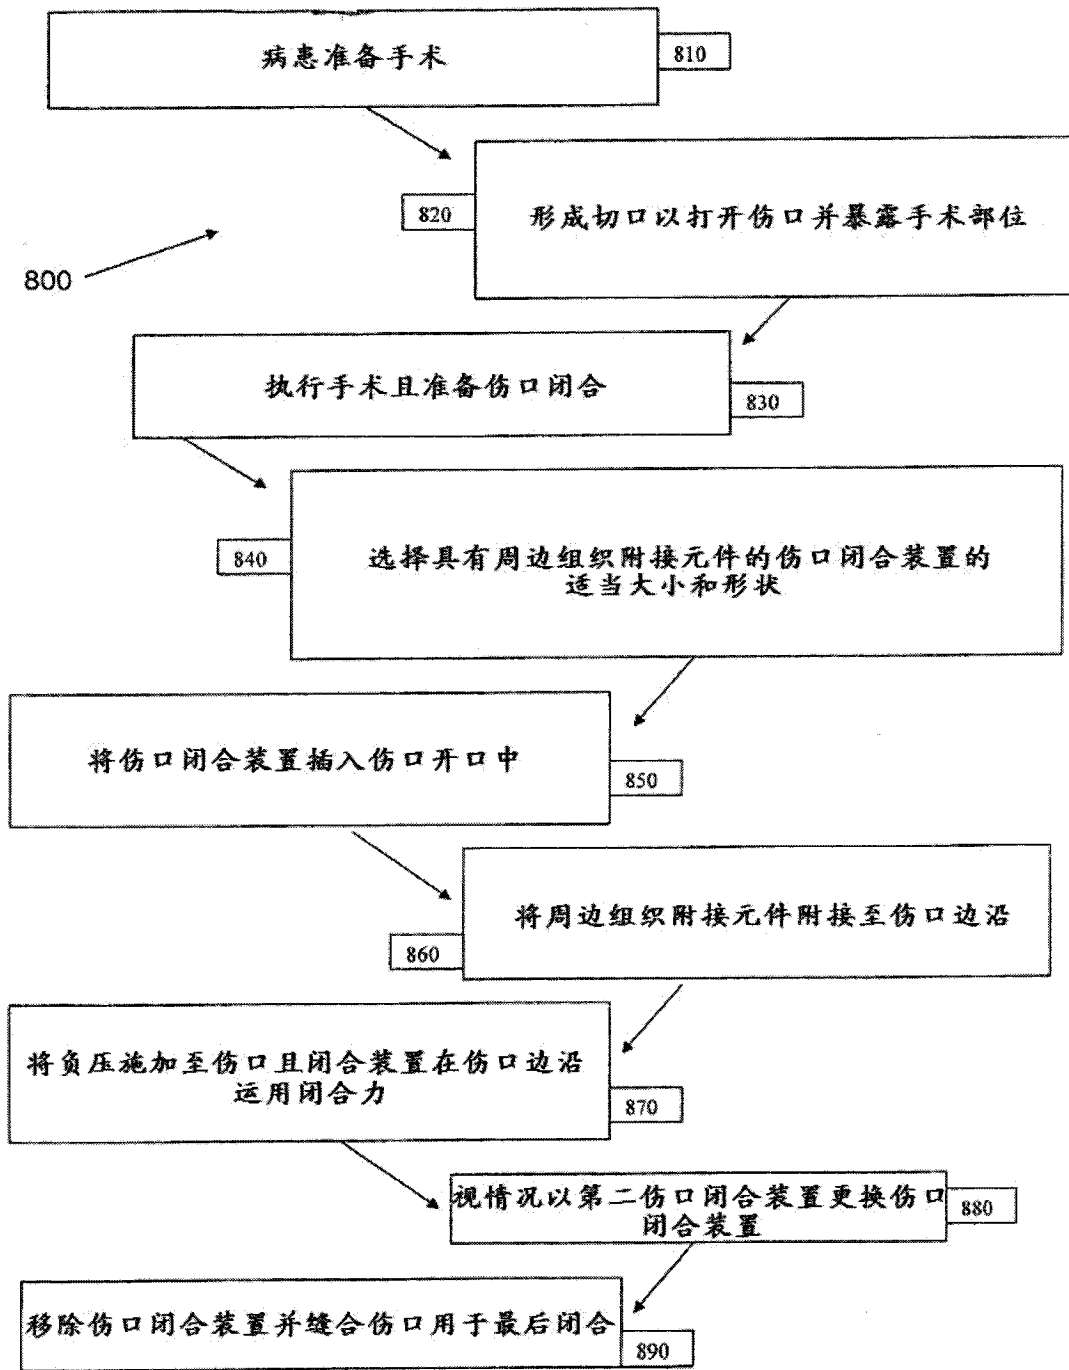 病患准备手术
810
820
形成切口以打开伤口并暴露手术部位
800
执行手术且准备伤口闭合
830
840
选择具有周边组织附接元件的伤口闭合装置的
适当大小和形状
将伤口闭合装置插入伤口开口中
850
将周边组织附接元件附接至伤口边沿
860
将负压施加至伤口且闭合装置在伤口边沿
运用闭合力
870
视情况以第二伤口闭合装置更换伤口
闭合装置
880
移除伤口闭合装置并缝合伤口用于最后闭合
890